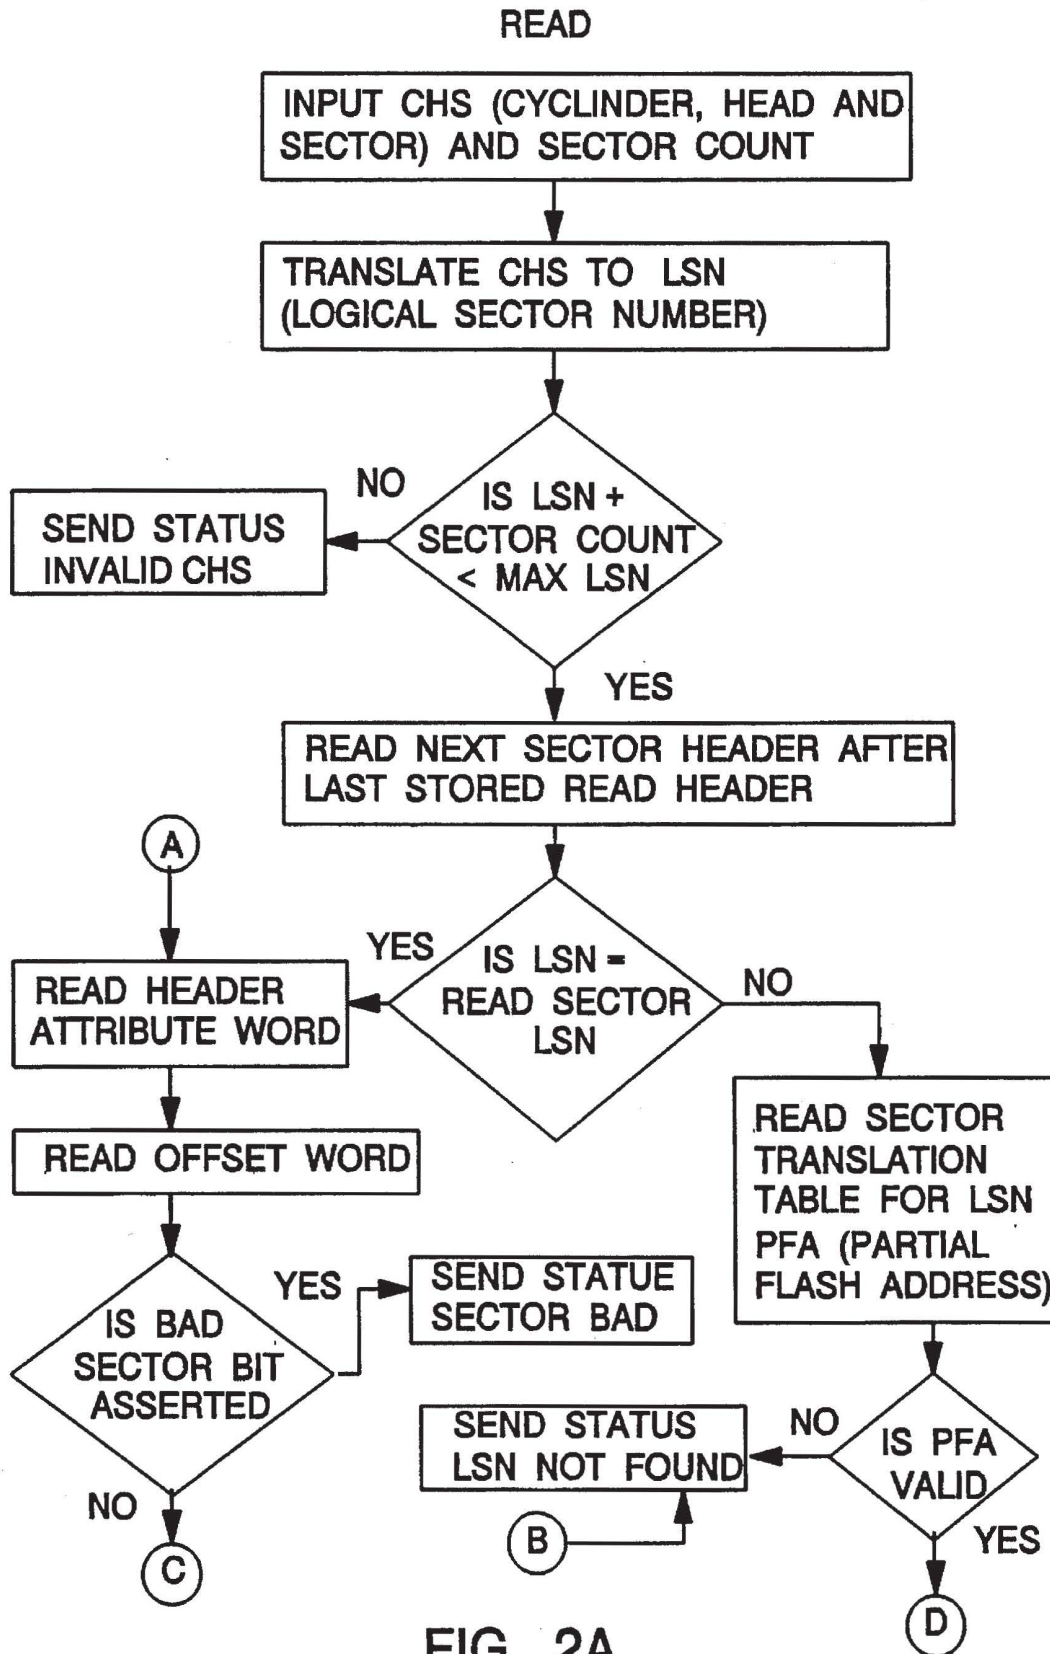 READ
INPUT CHS (CYCLINDER, HEAD AND
SECTOR) AND SECTOR COUNT
TRANSLATE CHS TO LSN
(LOGICAL SECTOR NUMBER)
NO
IS LSN +
SECTOR COUNT
< MAX LSN
SEND STATUS
INVALID CHS
YES
READ NEXT SECTOR HEADER AFTER
LAST STORED READ HEADER
A
YES
IS LSN =
READ SECTOR
LSN
NO
READ HEADER
ATTRIBUTE WORD
READ OFFSET WORD
READ SECTOR
TRANSLATION
TABLE FOR LSN
PFA (PARTIAL
FLASH ADDRESS)
IS BAD
SECTOR BIT
ASSERTED
YES
SEND STATUE
SECTOR BAD
SEND STATUS
LSN NOT FOUND
NO
IS PFA
VALID
NO
C
B
YES
D
FIG. 2A